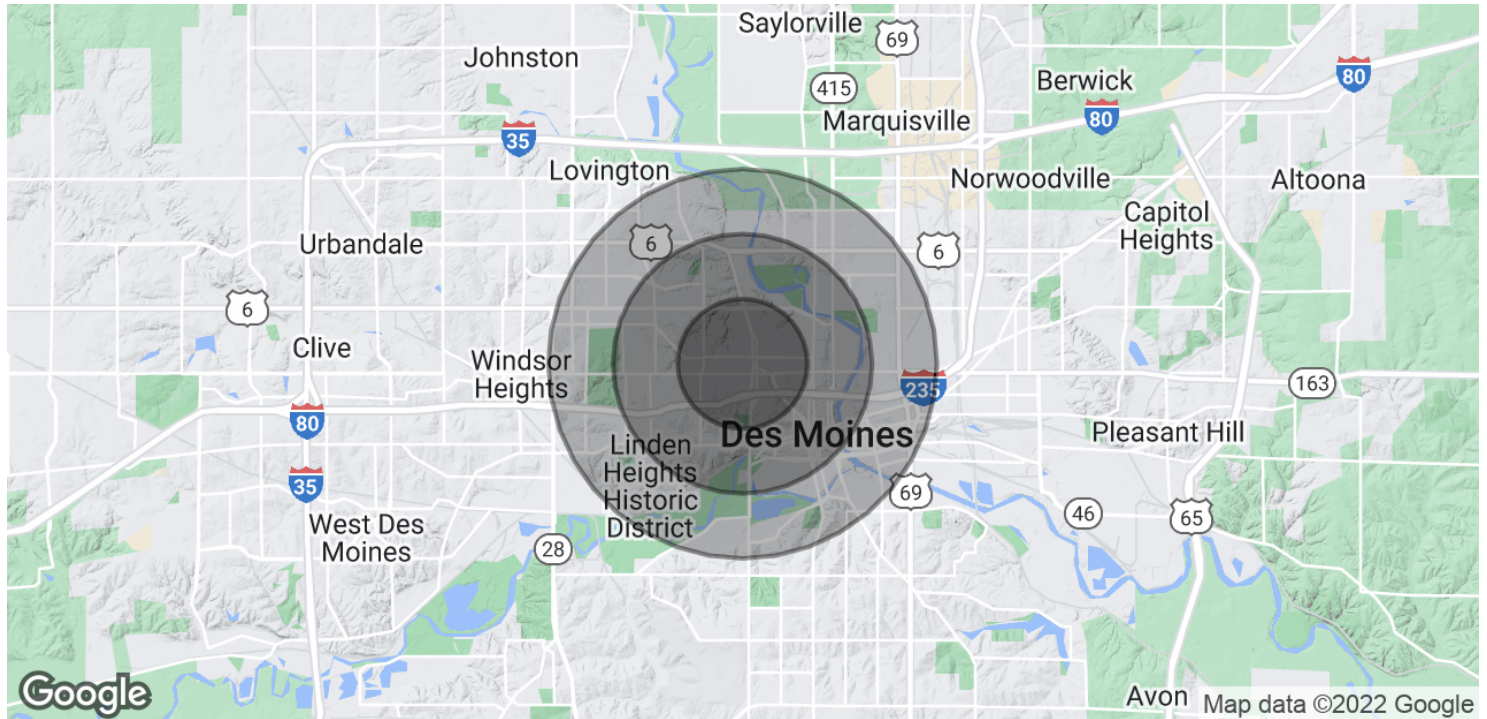 Saylorville
69
Johnston
415
Berwick
80
80
35
Marquisville
Lovington
Norwoodville
Altoona
Capitol
Heights
Urbandale
6
6
6
Clive
Windsor
Heights
235
163
80
Des Moines
Pleasant Hill
Linden
Heights
Historic
District
35
69
46
65
West Des
Moines
28
Google
Avon
Map data ©2022 Google